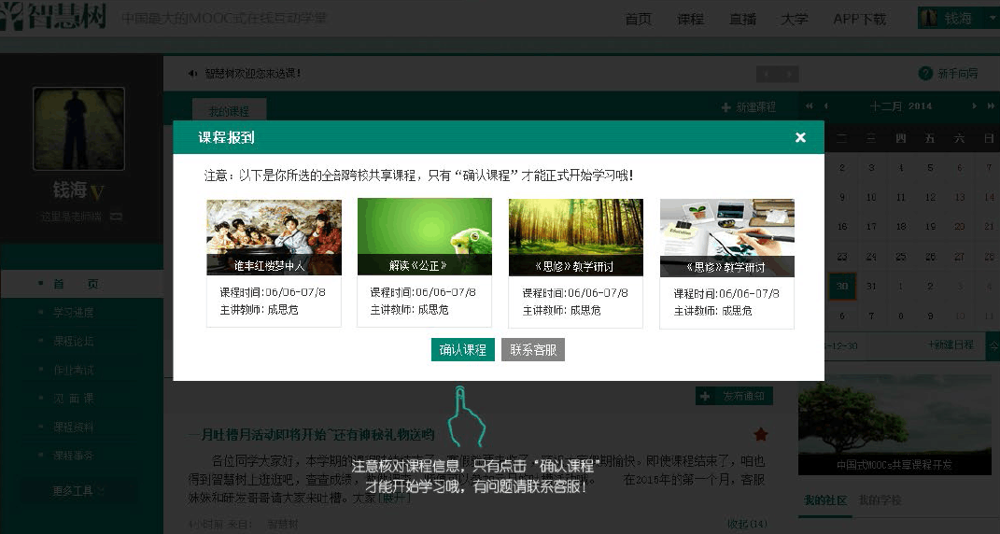 智慧树
中国最大的MOOC式在线互动学堂
首页 课程 直播 大学 APP下载 钱海
智慧树欢迎您来选课!
新手向导
我的课程
新建课程
十二月 2014
课程报到
二 三 四 五 六 日
注意:以下是你所选的全部跨校共享课程,只有“确认课程”才能正式开始学习哦!
2 3 4 5 6 7
9 10 11 12 13 14
16 17 18 19 20 21
23 24 25 26 27 28
30 31 1 2 3 4
6 7 8 9 10 11
钱海 V
谁丰红楼梦中人
解读《公正》
《思修》教学研讨
《思修》教学研讨
课程时间:06/06-07/8
主讲教师: 成思危
课程时间:06/06-07/8
主讲教师: 成思危
课程时间:06/06-07/8
主讲教师: 成思危
课程时间:06/06-07/8
主讲教师: 成思危
确认课程
联系客服
首 页
学习进度
课程论坛
作业考试
见 面 课
课程资料
更多工具
-12-30
+新建日程
发布通知
一月吐槽月活动即将开始~还有神秘礼物送哟
注意核对课程信息,只有点击“确认课程”
才能开始学习哦,有问题请联系客服!
各位同学大家好,本学期的
期愉快。即使课程结束了,咱也
得到智慧树上逛逛吧,查查成绩,
在2015年的第一个月,客服
妹妹和研发哥哥请大家来吐槽。大家[展开]
小时前 来自: 智慧树
收起(14)
中国式MOOCs共享课程开发
我的社区 我的学校